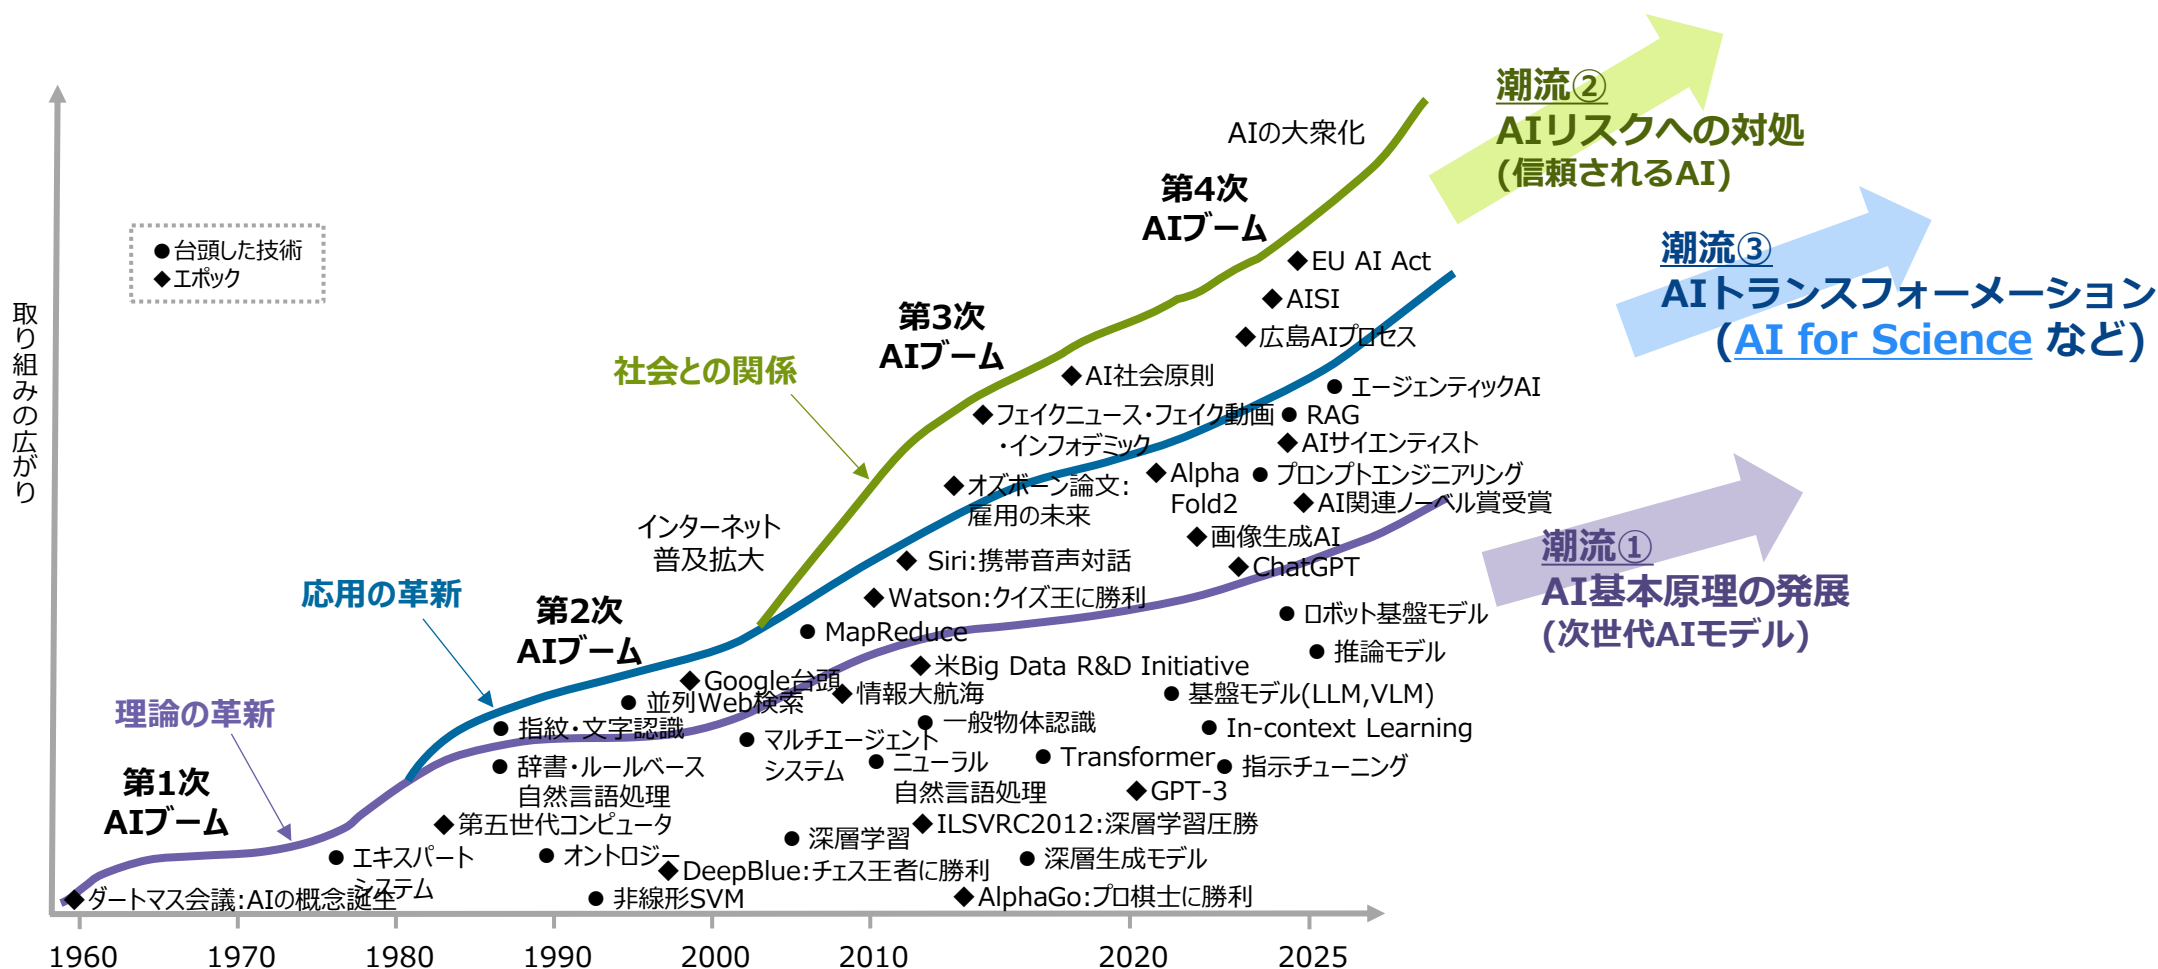 潮流②
AIリスクへの対処
(信頼されるAI)
AIの大衆化
第4次
AIブーム
潮流③
AIトランスフォーメーション
(AI for Science など)
●台頭した技術
◆エポック
◆EU AI Act
◆AISI
◆広島AIプロセス
第3次
AIブーム
取り組みの広がり
社会との関係
◆AI社会原則
● エージェンティックAI
◆フェイクニュース・フェイク動画
・インフォデミック
● RAG
◆AIサイエンティスト
◆Alpha
Fold2
● プロンプトエンジニアリング
◆AI関連ノーベル賞受賞
◆オズボーン論文:
雇用の未来
インターネット
普及拡大
◆画像生成AI
◆ChatGPT
潮流①
AI基本原理の発展
(次世代AIモデル)
◆ Siri:携帯音声対話
◆Watson:クイズ王に勝利
応用の革新
第2次
AIブーム
● MapReduce
● ロボット基盤モデル
● 推論モデル
◆米Big Data R&D Initiative
◆Google台頭
● 並列Web検索
◆情報大航海
● 基盤モデル(LLM,VLM)
理論の革新
● 指紋・文字認識
● 一般物体認識
● In-context Learning
● マルチエージェント
システム
● ニューラル
自然言語処理
● Transformer
● 指示チューニング
● 辞書・ルールベース
自然言語処理
第1次
AIブーム
◆GPT-3
◆第五世代コンピュータ
● 深層学習
◆ILSVRC2012:深層学習圧勝
● エキスパート
システム
● オントロジー
◆DeepBlue:チェス王者に勝利
● 深層生成モデル
◆ダートマス会議:AIの概念誕生
● 非線形SVM
◆AlphaGo:プロ棋士に勝利
1960
1970
1980
1990
2000
2010
2020
2025